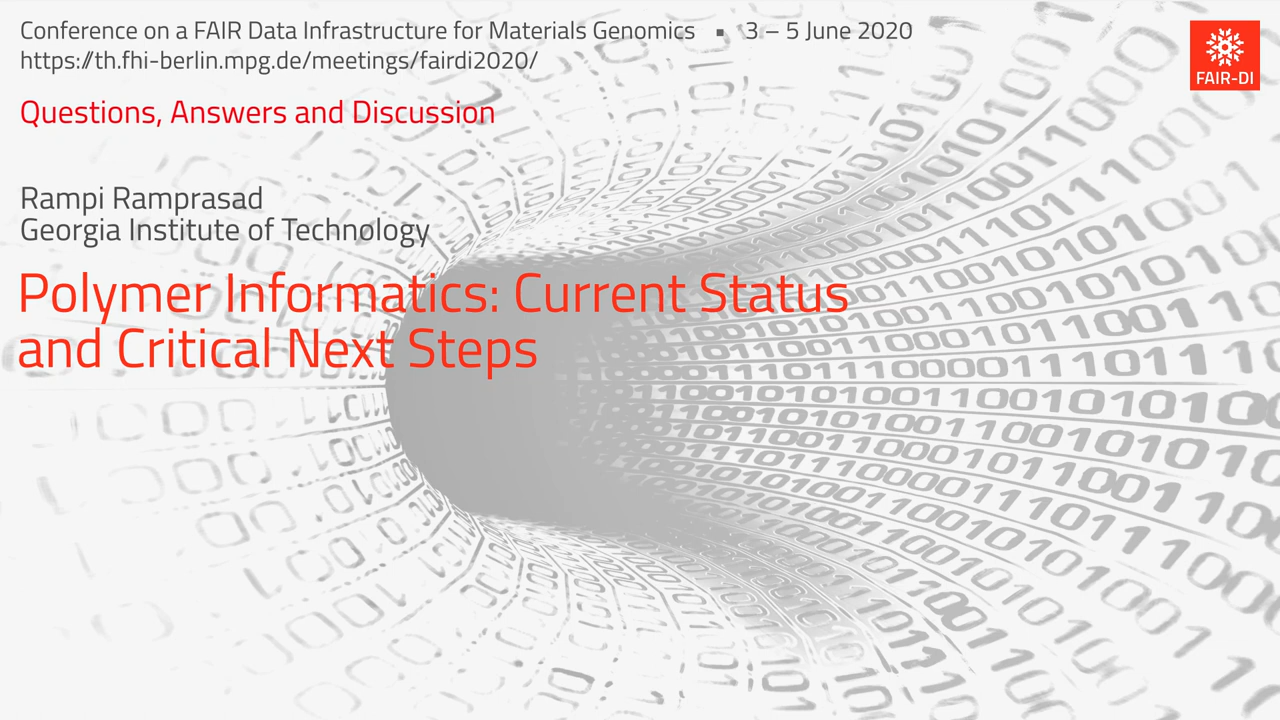 Conference on a FAIR Data Infrastructure for Materials Genomics ▪ 3 – 5 June 2020
https://th.fhi-berlin.mpg.de/meetings/fairdi2020/
FAIR-DI
Questions, Answers and Discussion
Rampi Ramprasad
Georgia Institute of Technology
Polymer Informatics: Current Status
and Critical Next Steps